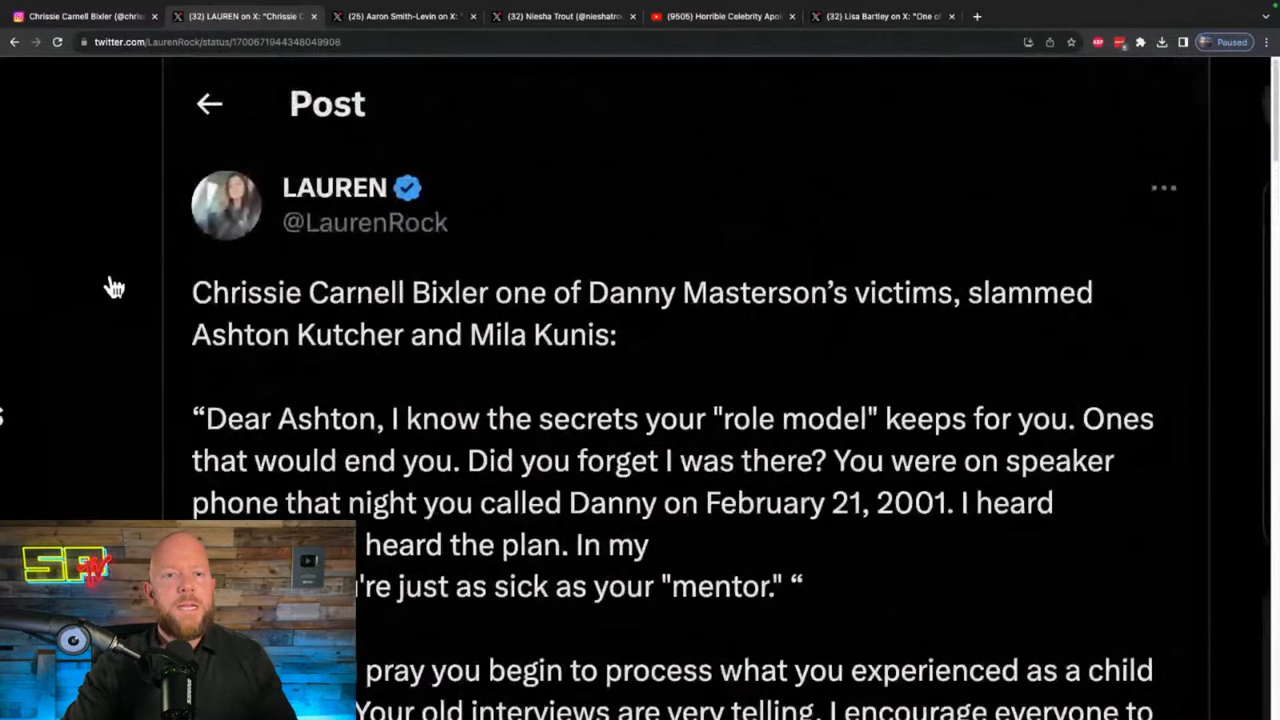 Chrissie Carnell Bixler (@chris
(32) LAUREN on X: "Chrissie C
(25) Aaron Smith-Levin on X: "
(32) Niesha Trout (@nieshatro
(9505) Horrible Celebrity Apo
(32) Lisa Bartley on X: "One of
twitter.com/LaurenRock/status/1700671944348049908
Paused
Post
LAUREN
@LaurenRock
Chrissie Carnell Bixler one of Danny Masterson’s victims, slammed
Ashton Kutcher and Mila Kunis:
“Dear Ashton, I know the secrets your "role model" keeps for you. Ones
that would end you. Did you forget I was there? You were on speaker
phone that night you called Danny on February 21, 2001. I heard
heard the plan. In my
're just as sick as your "mentor." “
pray you begin to process what you experienced as a child
Your old interviews are very telling. I encourage everyone to
TV